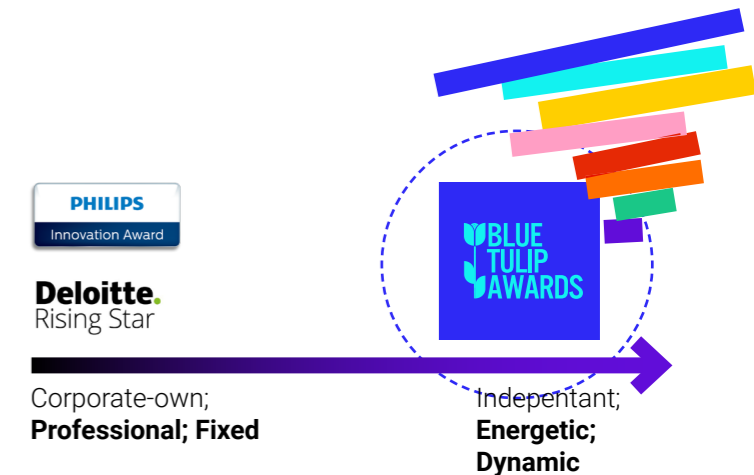 PHILIPS
Innovation Award
Deloitte.
Rising Star
BLUE
TULIP
AWARDS
Corporate-own;
Professional; Fixed
Indepentant;
Energetic;
Dynamic